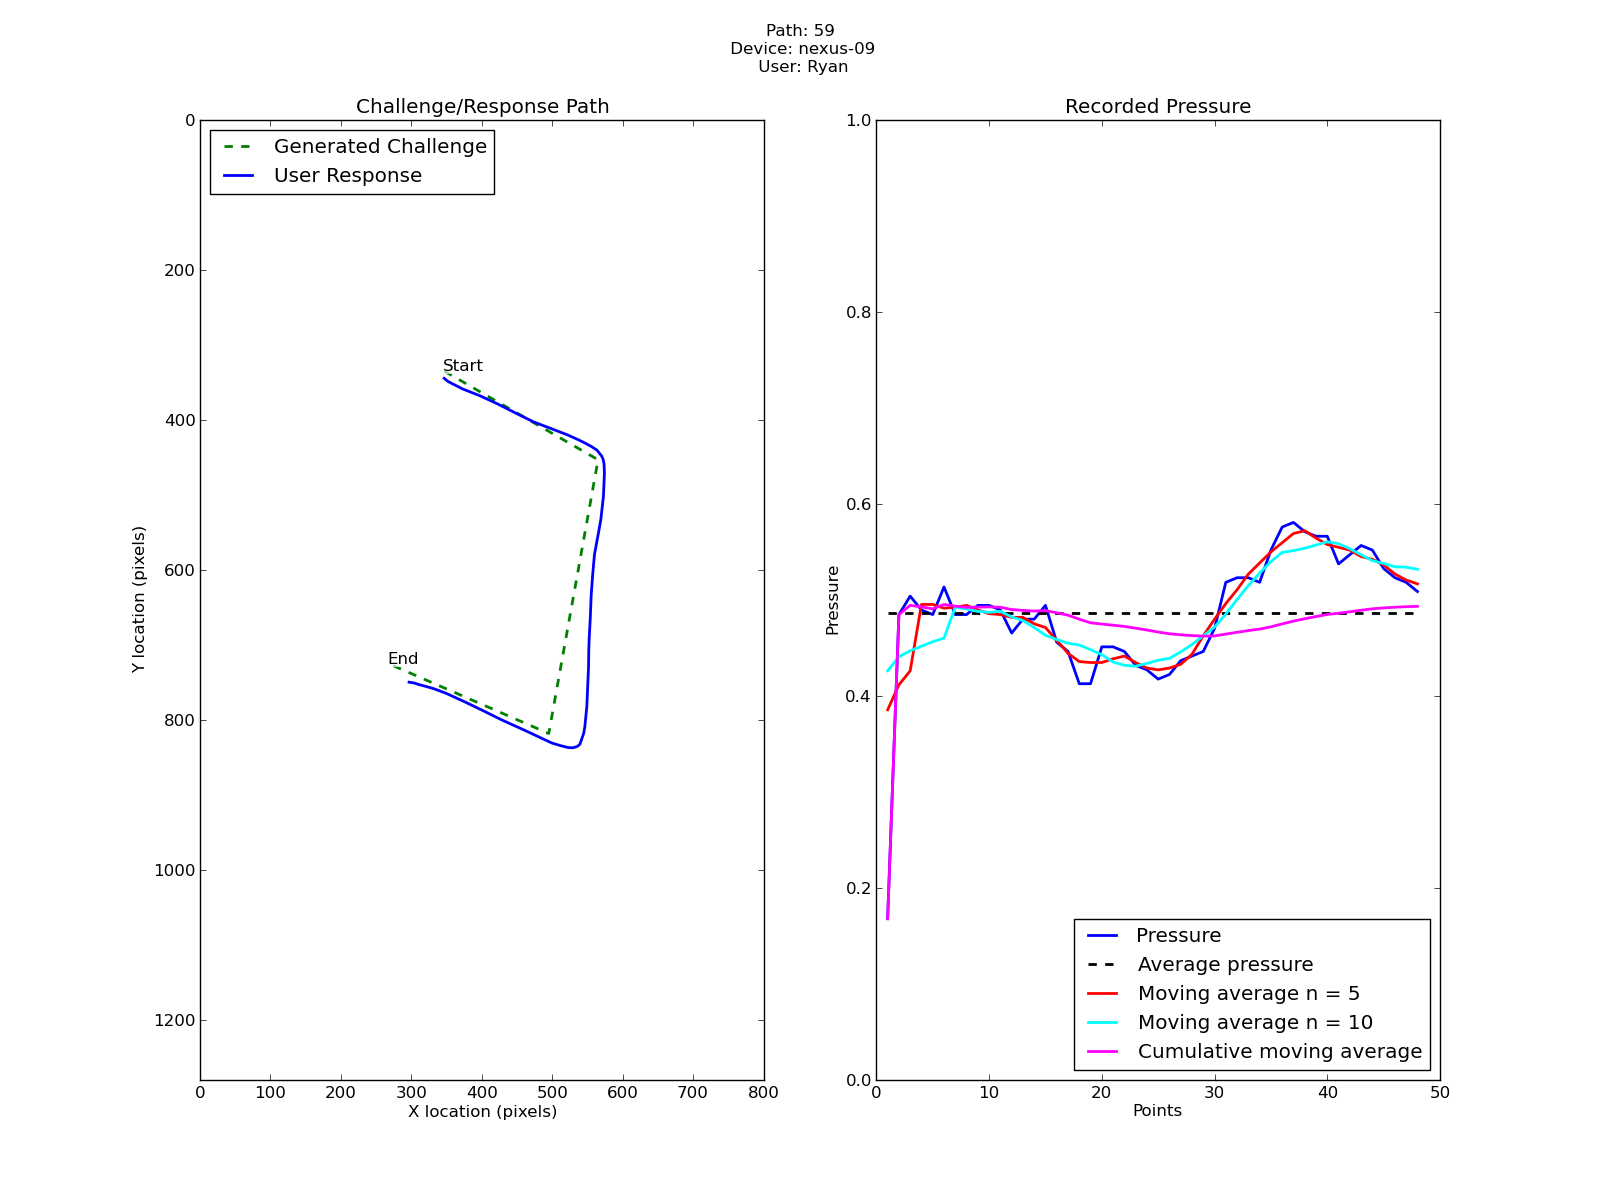 Path: 59
Device: nexus-09
User: Ryan
Challenge/Response Path
Generated Challenge
User Response
0
200
400
600
800
1000
1200
Y location (pixels)
Start
End
0 100 200 300 400 500 600 700 800
X location (pixels)
Recorded Pressure
1.0
0.8
0.6
0.4
0.2
0.0
Pressure
Pressure
Average pressure
Moving average n = 5
Moving average n = 10
Cumulative moving average
0 10 20 30 40 50
Points